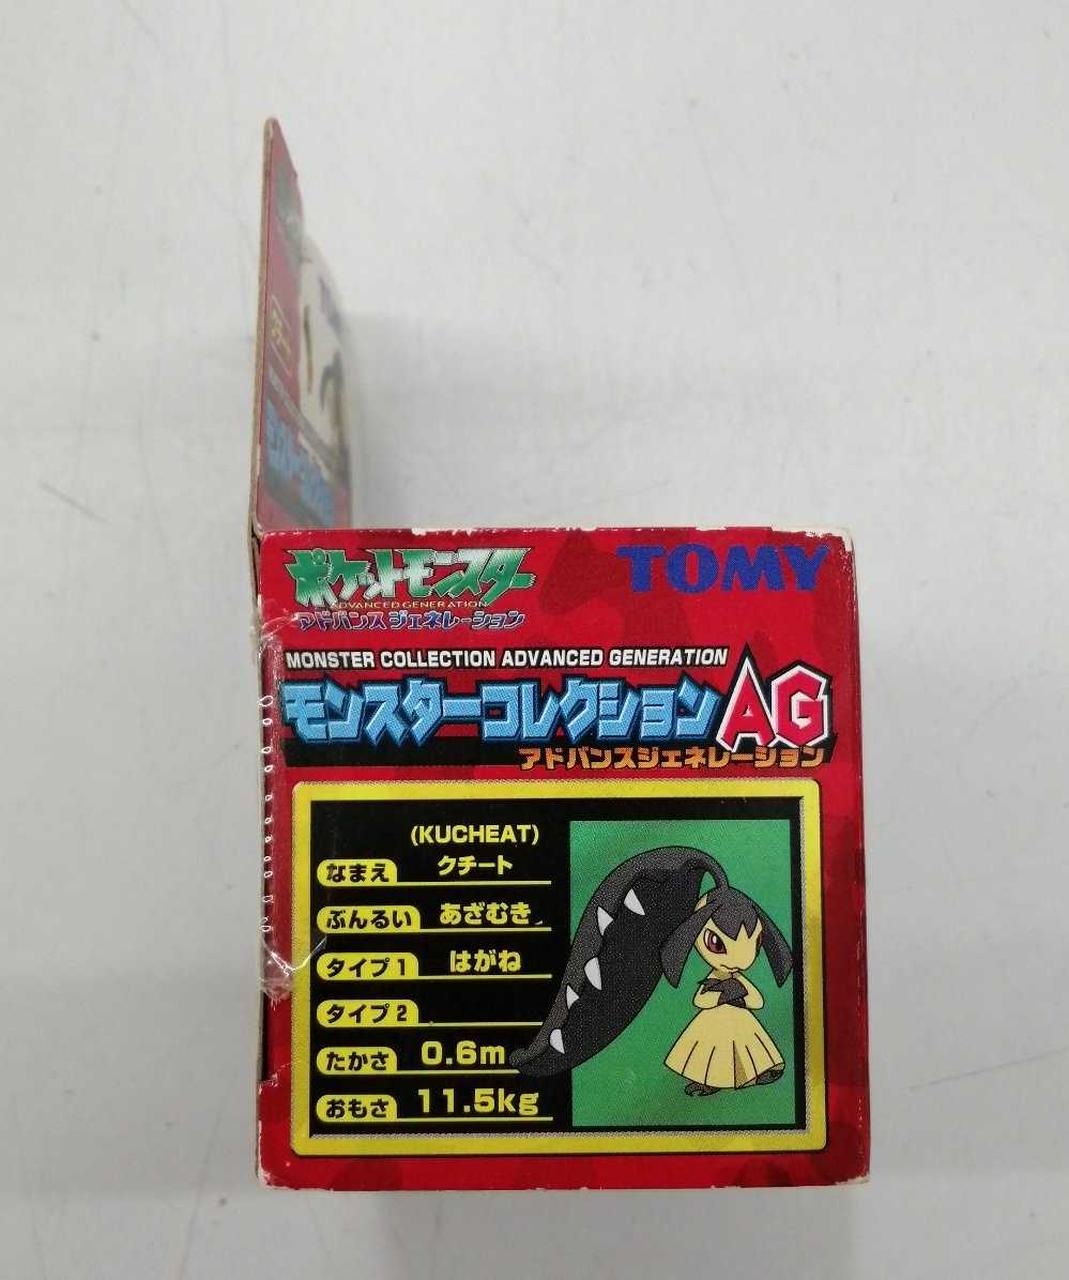 ポケットモンスター
ADVANCED GENERATION
アドバンスジェネレーション
TOMY
MONSTER COLLECTION ADVANCED GENERATION
モンスターコレクションAG
アドバンスジェネレーション
(KUCHEAT)
なまえ クチート
ぶんるい あざむき
タイプ1 はがね
タイプ2
たかさ 0.6m
おもさ 11.5kg